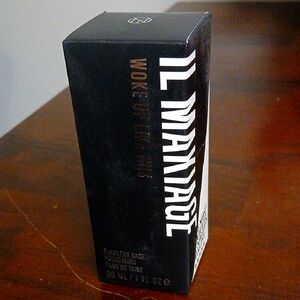 IL MAKIAGE
WOKE UP LIKE THIS
FLAWLESS BASE
FOUNDATION
FOND DE TEINT
30 ML / 1 FL OZ ℮